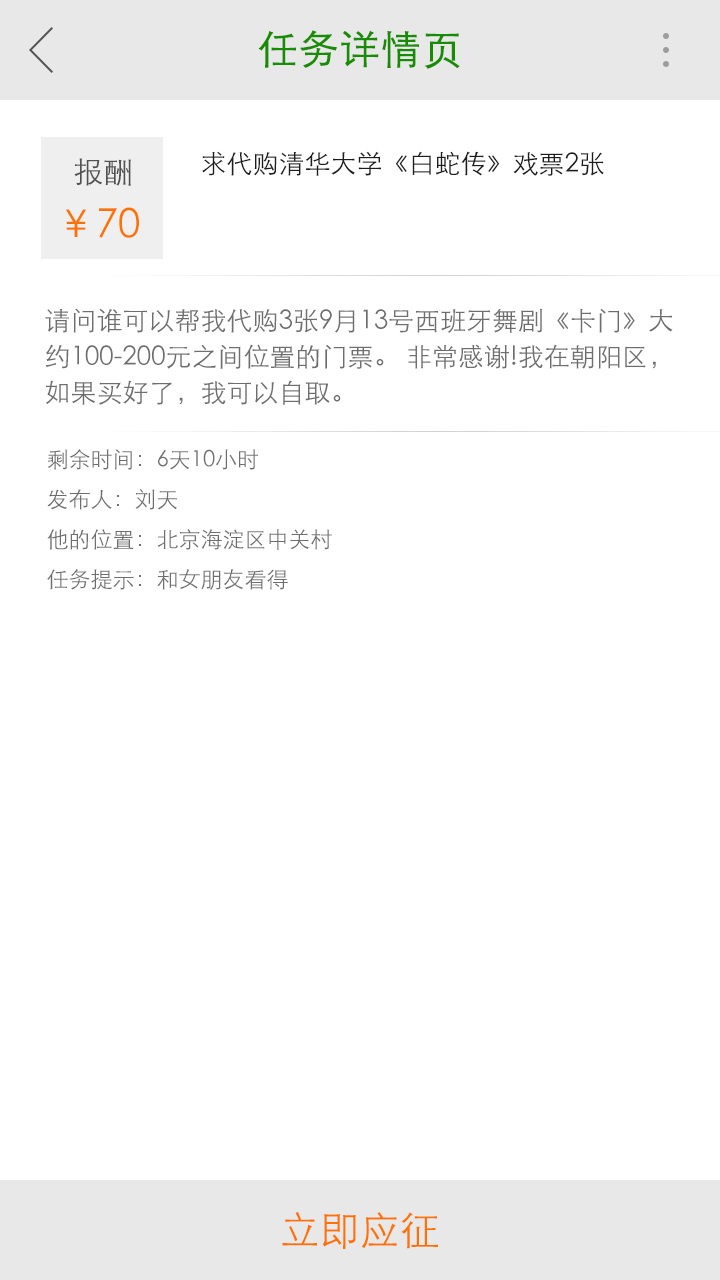 任务详情页
报酬
¥ 70
求代购清华大学《白蛇传》戏票2张
请问谁可以帮我代购3张9月13号西班牙舞剧《卡门》大
约100-200元之间位置的门票。 非常感谢!我在朝阳区，
如果买好了，我可以自取。
剩余时间：6天10小时
发布人：刘天
他的位置：北京海淀区中关村
任务提示：和女朋友看得
立即应征